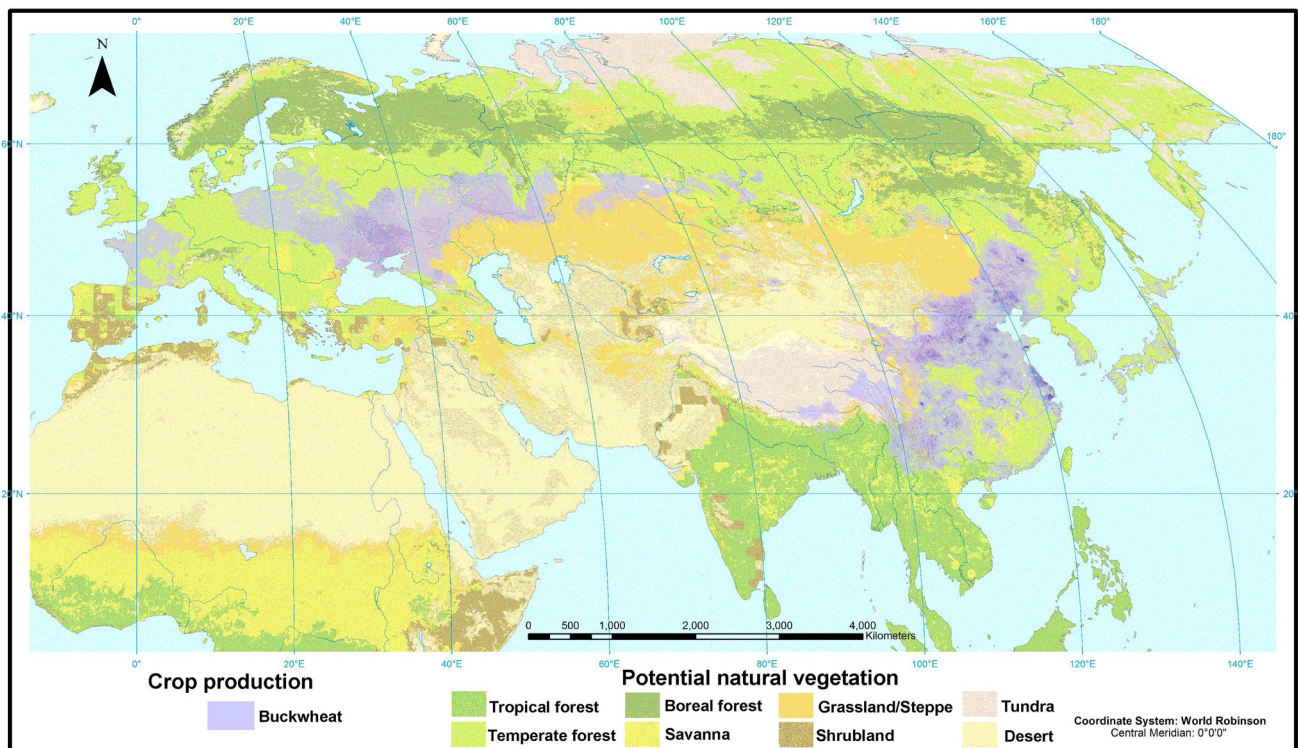 0° 20°E 40°E 60°E 80°E 100°E 120°E 140°E 160°E 180°
N
180°
60°N 60°N
40°N 40°N
20°N 20°N
0 500 1,000 2,000 3,000 4,000
Kilometers
0° 20°E 40°E 60°E 80°E 100°E 120°E 140°E
Crop production
Buckwheat
Potential natural vegetation
Tropical forest Boreal forest Grassland/Steppe Tundra
Temperate forest Savanna Shrubland Desert
Coordinate System: World Robinson
Central Meridian: 0°0'0"